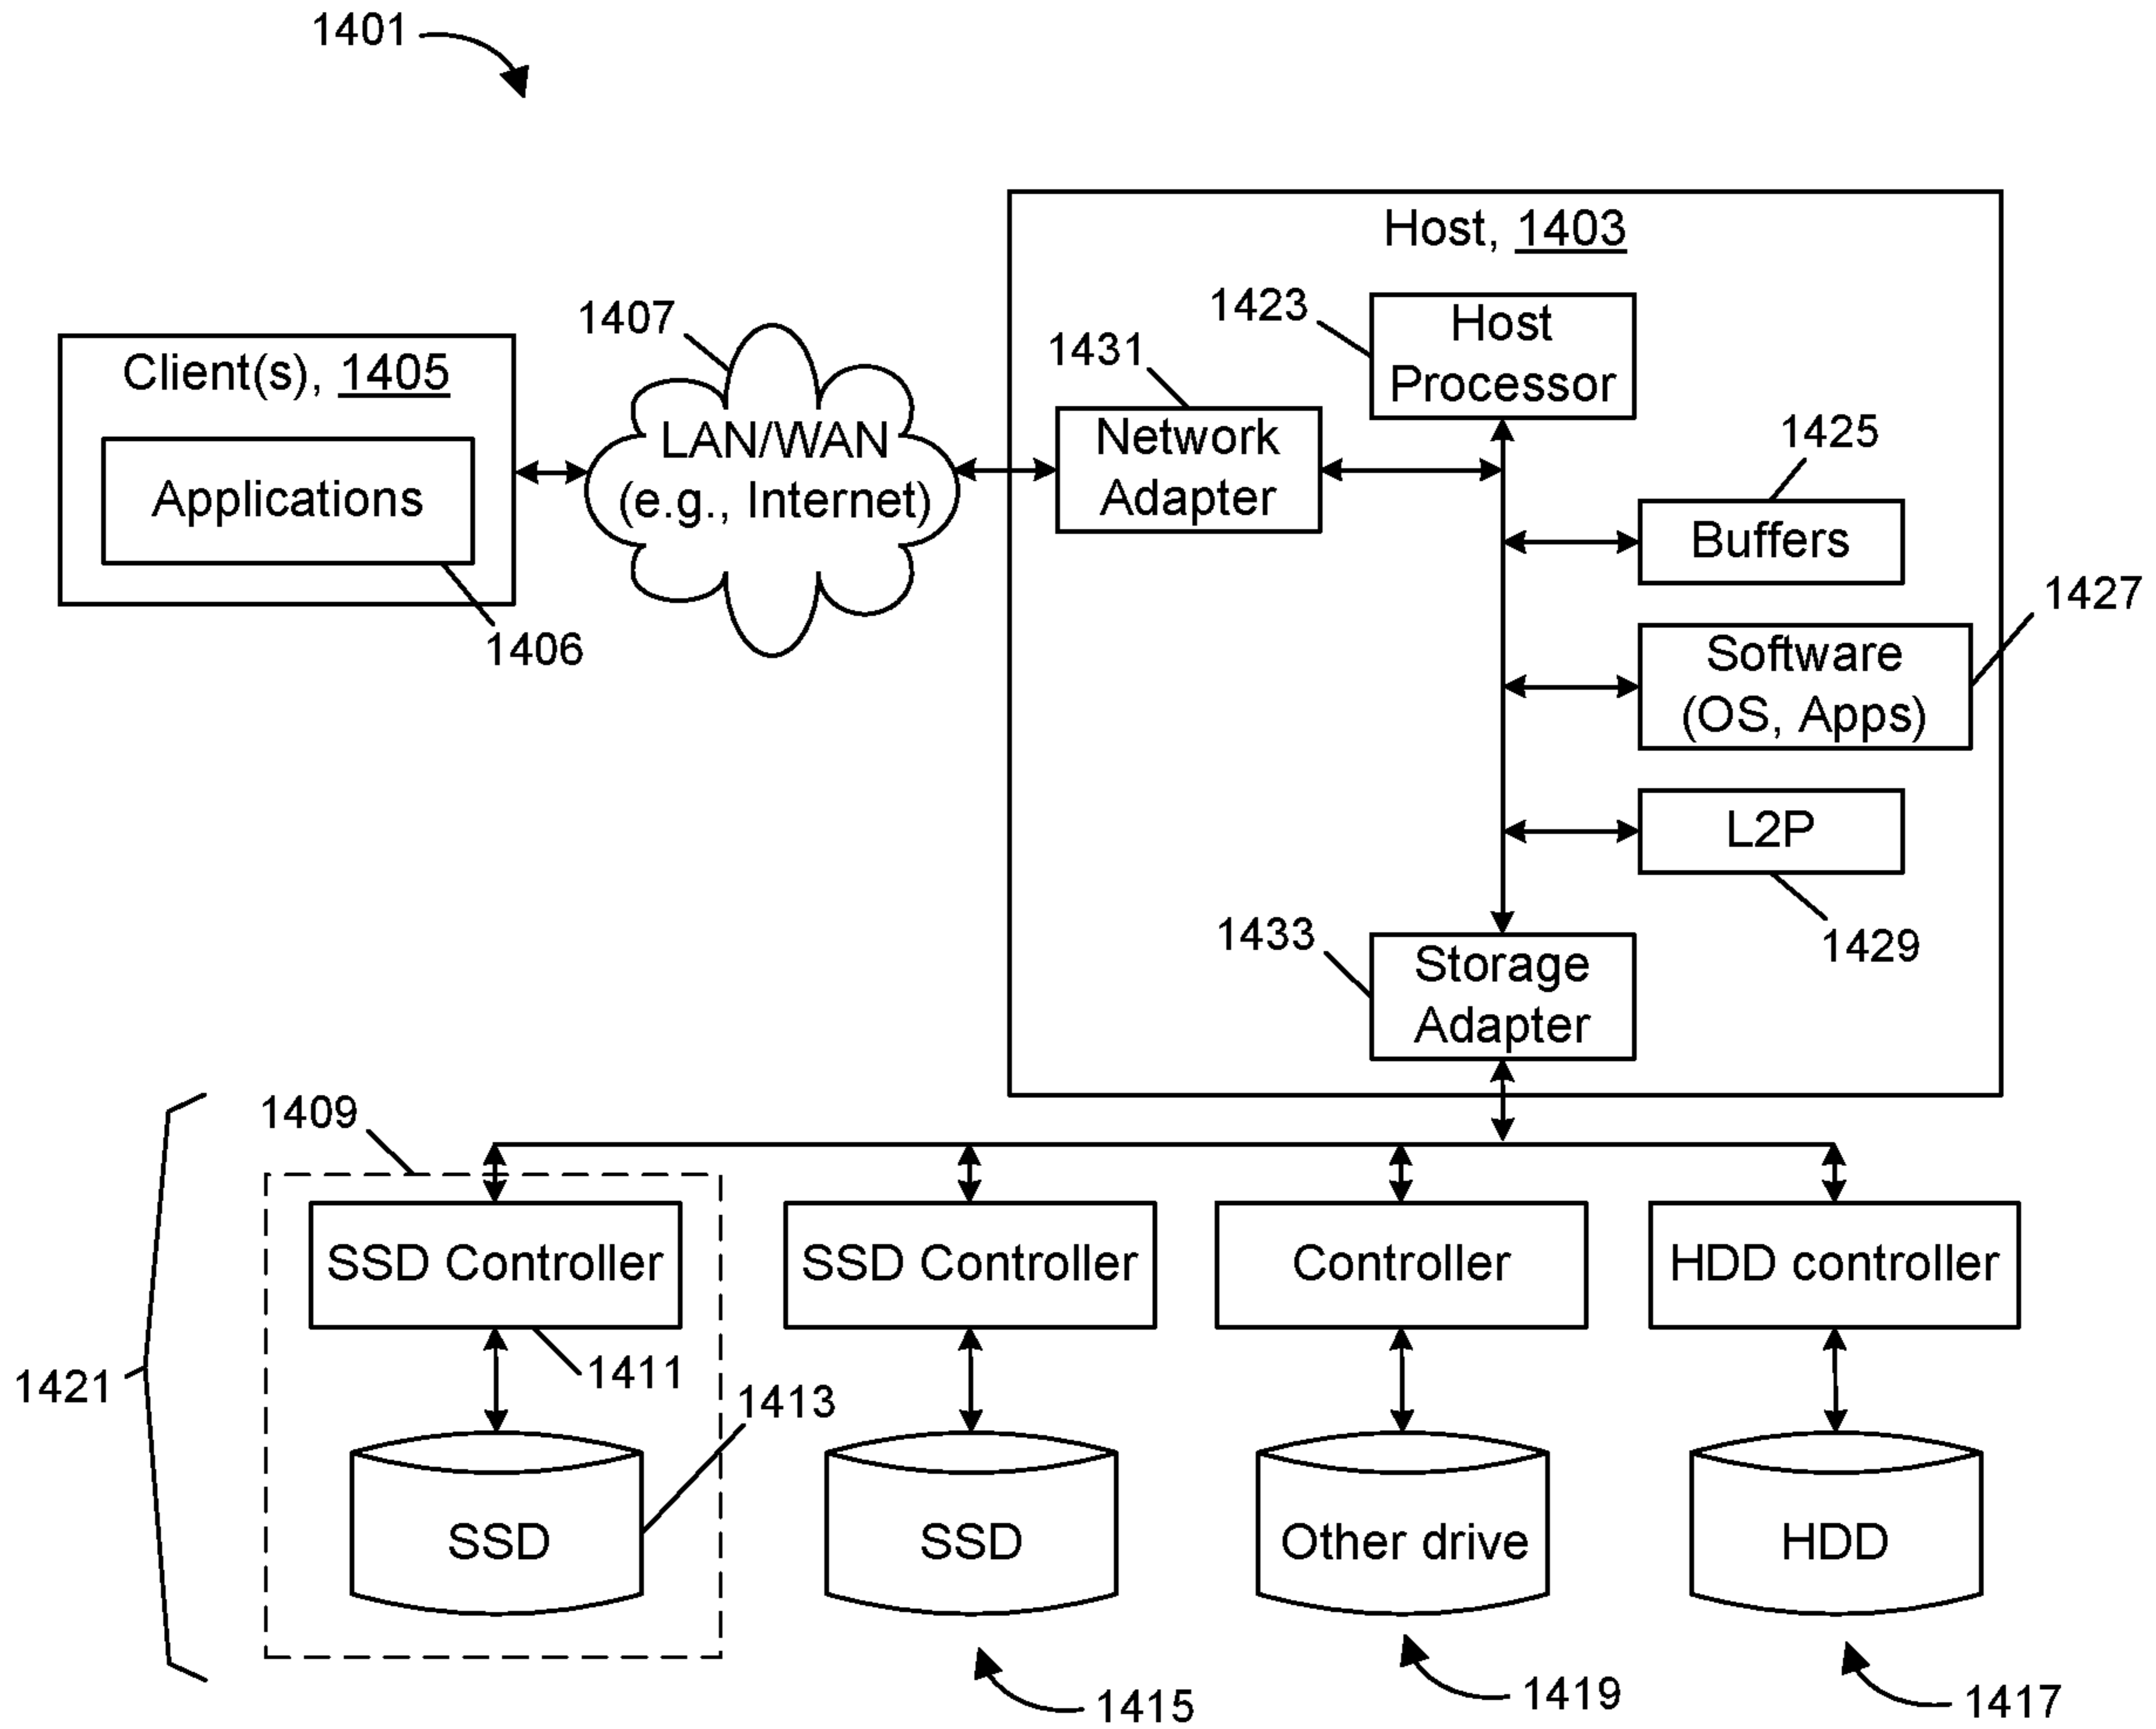 1401
Host, 1403
1423
Host
Processor
1407
1431
Client(s), 1405
Applications
1406
LAN/WAN
(e.g., Internet)
Network
Adapter
1425
Buffers
1427
Software
(OS, Apps)
L2P
1429
1433
Storage
Adapter
1409
SSD Controller
SSD Controller
Controller
HDD controller
1411
1421
1413
SSD
SSD
Other drive
HDD
1415
1419
1417